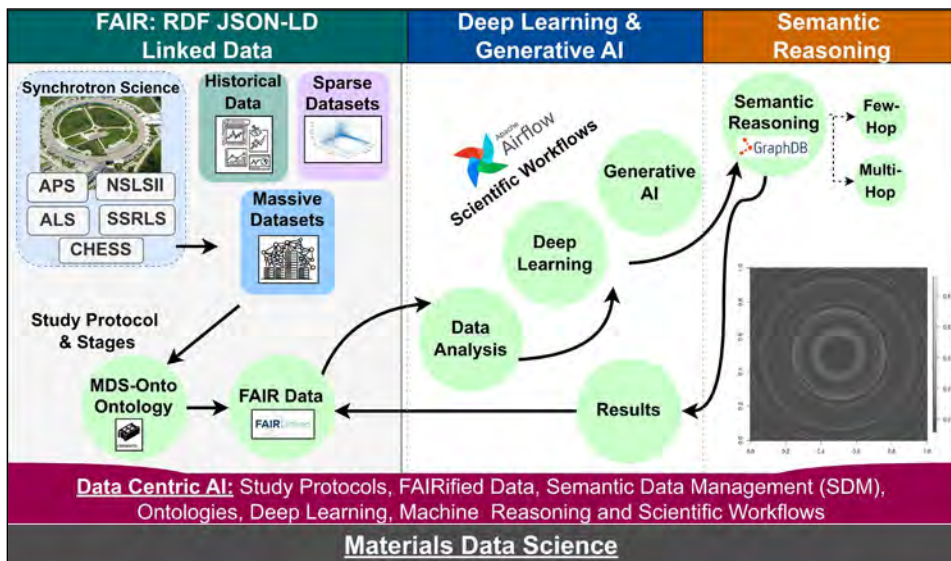 FAIR: RDF JSON-LD
Linked Data
Deep Learning &
Generative AI
Semantic
Reasoning
Synchrotron Science
APS
NSLSII
ALS
SSRLS
CHESS
Historical
Data
Sparse
Datasets
Massive
Datasets
Study Protocol
& Stages
MDS-Onto
Ontology
FAIR Data
FAIRLinked
APACHE
Airflow
Scientific Workflows
Data
Analysis
Deep
Learning
Generative
AI
Results
Semantic
Reasoning
GraphDB
Few-
Hop
Multi-
Hop
Data Centric AI: Study Protocols, FAIRified Data, Semantic Data Management (SDM),
Ontologies, Deep Learning, Machine Reasoning and Scientific Workflows
Materials Data Science